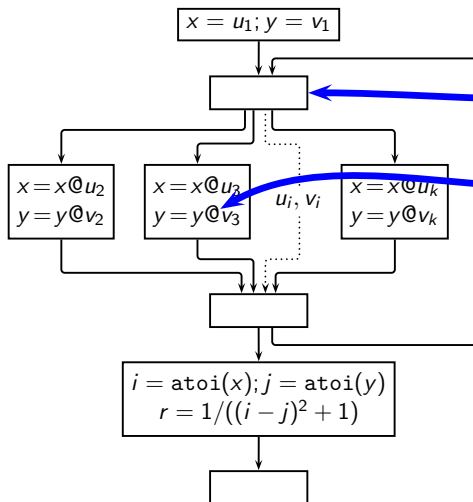 x = u₁; y = v₁
x = x@u₂
y = y@v₂
x = x@u₃
y = y@v₃
uᵢ, vᵢ
x = x@uₖ
y = y@vₖ
i = atoi(x); j = atoi(y)
r = 1/((i − j)² + 1)